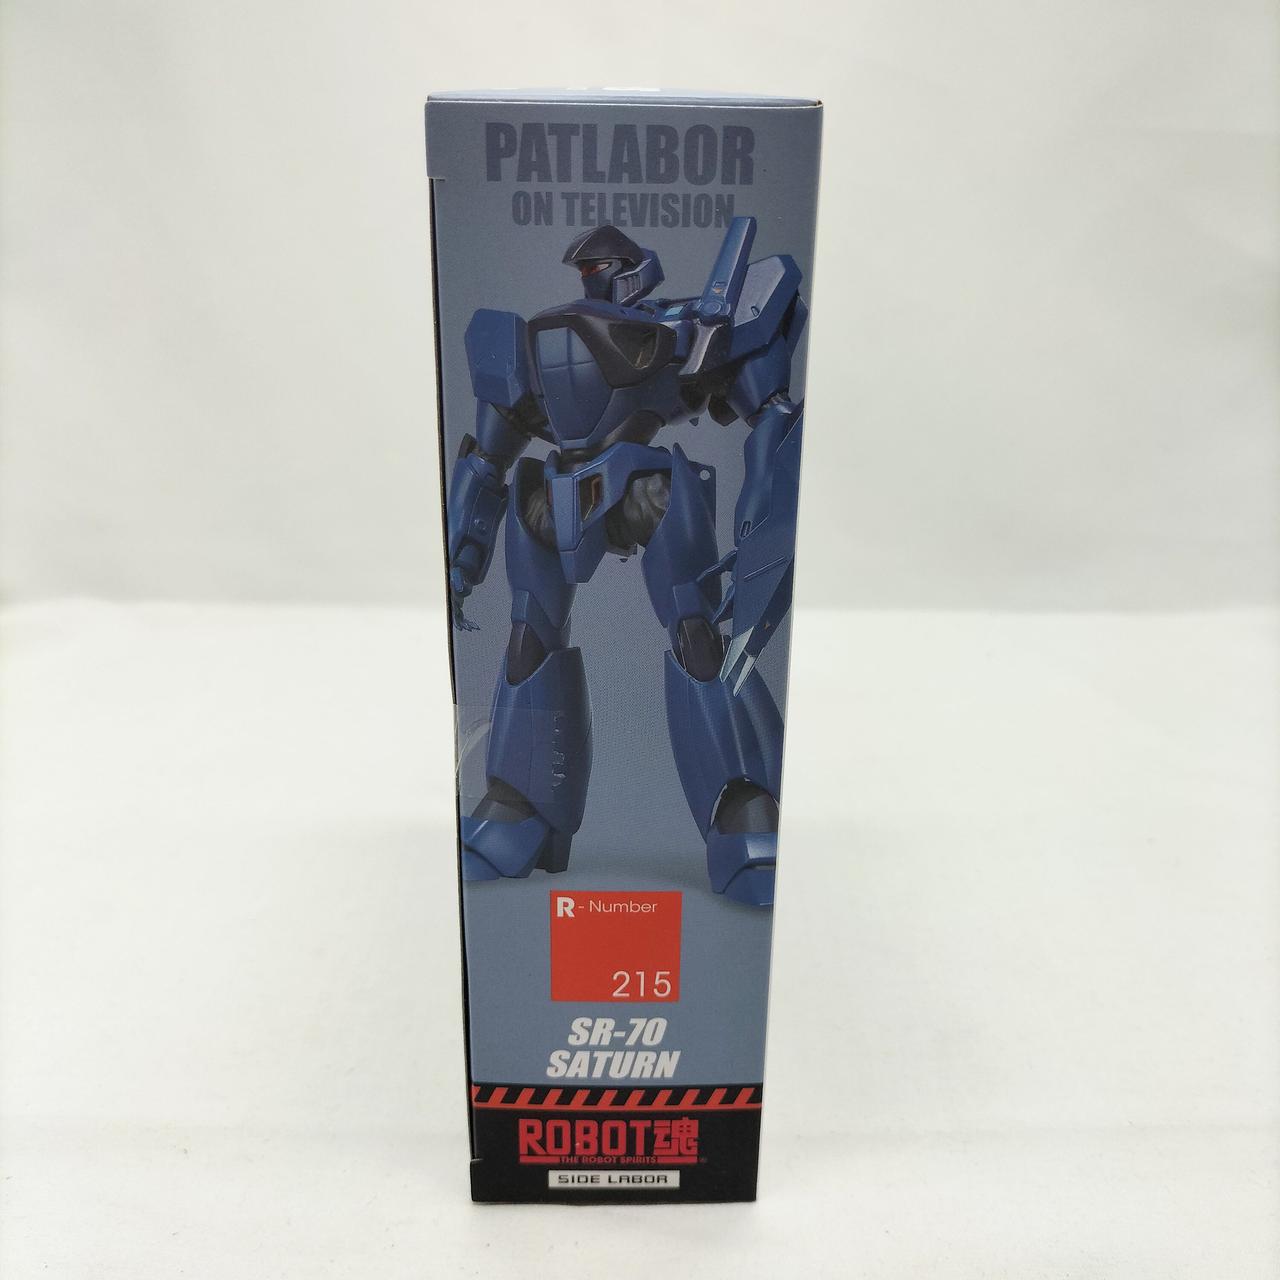 PATLABOR
ON TELEVISION
R - Number
215
SR-70
SATURN
ROBOT魂
THE ROBOT SPIRITS
SIDE LABOR